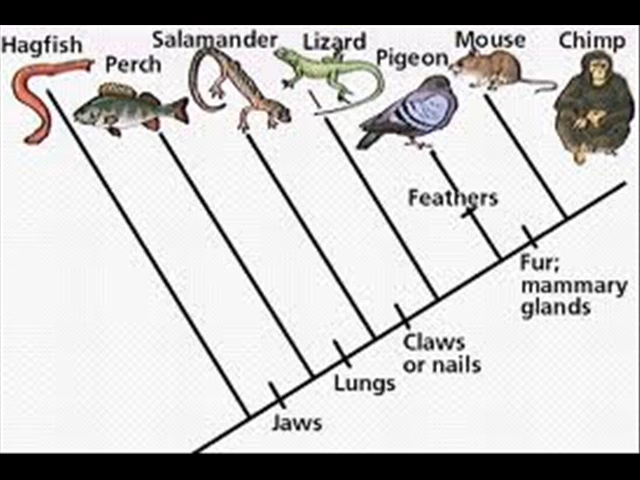 Hagfish
Perch
Salamander
Lizard
Pigeon
Mouse
Chimp
Feathers
Fur;
mammary
glands
Claws
or nails
Lungs
Jaws